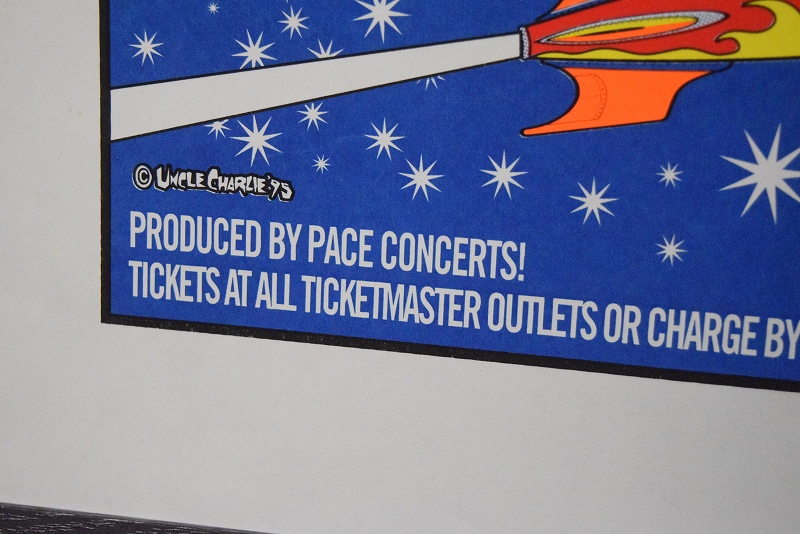 © UNCLE CHARLIE '95
PRODUCED BY PACE CONCERTS!
TICKETS AT ALL TICKETMASTER OUTLETS OR CHARGE BY